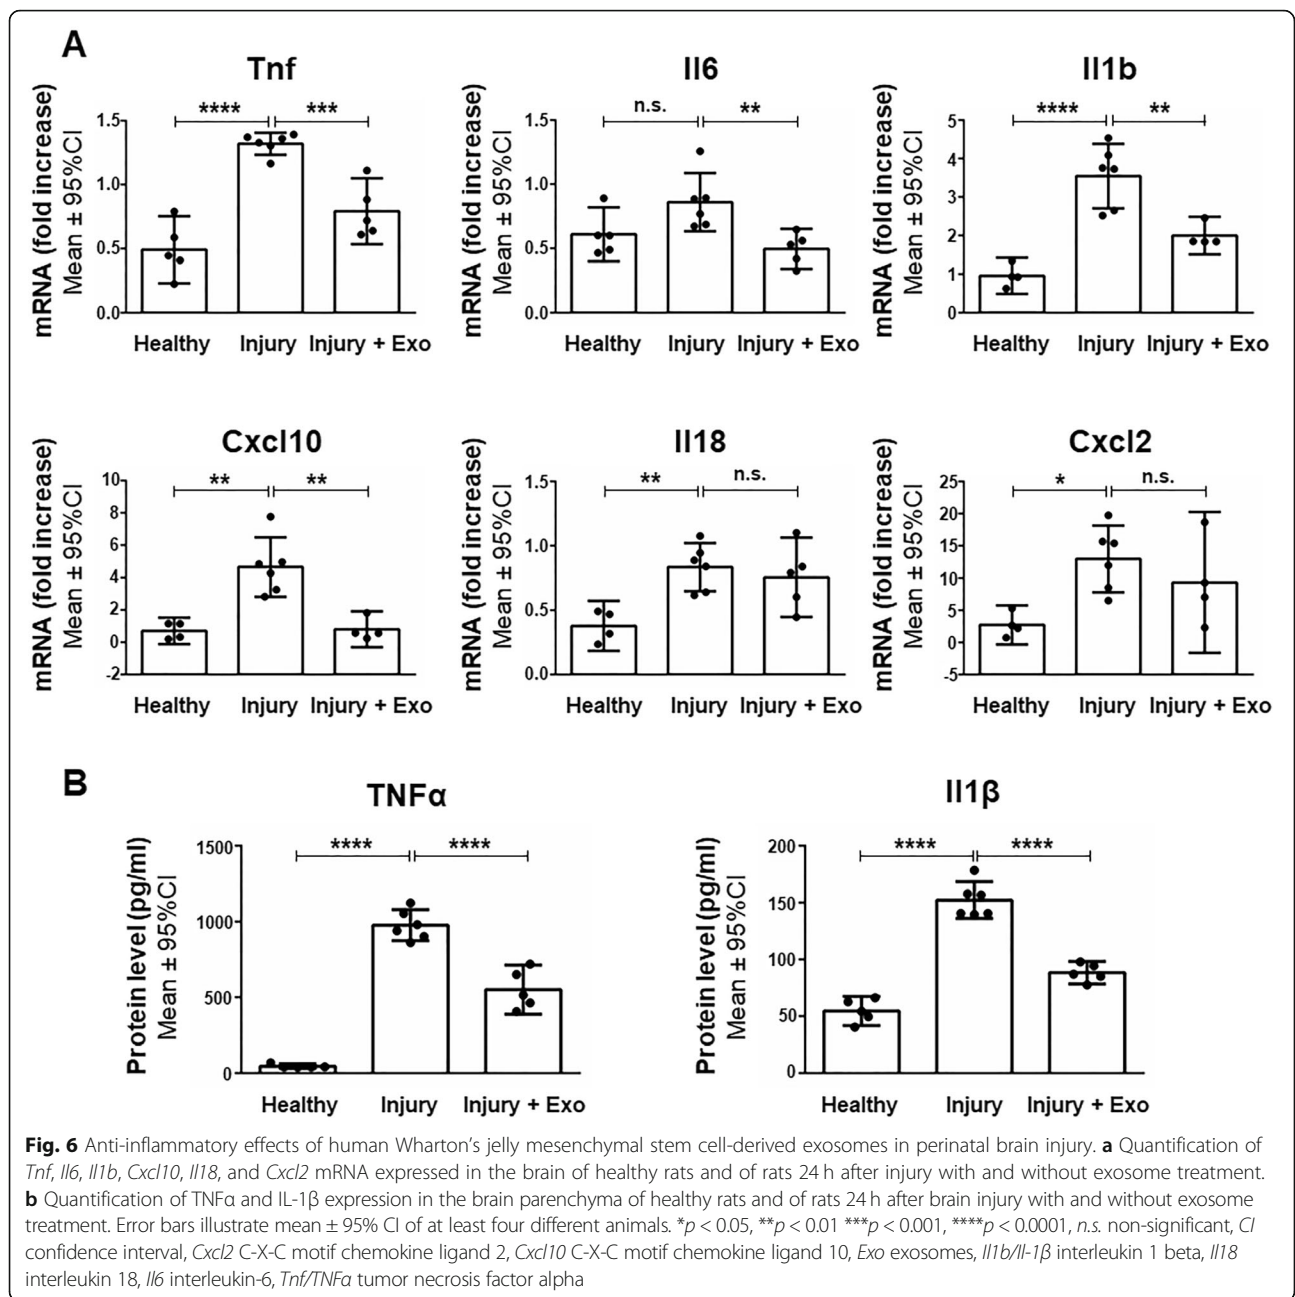 A
Tnf
mRNA (fold increase)
Mean ± 95%CI
1.5
1.0
0.5
0.0
****
***
Healthy
Injury
Injury + Exo
Il6
mRNA (fold increase)
Mean ± 95%CI
1.5
1.0
0.5
0.0
n.s.
**
Healthy
Injury
Injury + Exo
Il1b
mRNA (fold increase)
Mean ± 95%CI
5
4
3
2
1
0
****
**
Healthy
Injury
Injury + Exo
Cxcl10
mRNA (fold increase)
Mean ± 95%CI
10
8
6
4
2
0
-2
**
**
Healthy
Injury
Injury + Exo
Il18
mRNA (fold increase)
Mean ± 95%CI
1.5
1.0
0.5
0.0
**
n.s.
Healthy
Injury
Injury + Exo
Cxcl2
mRNA (fold increase)
Mean ± 95%CI
25
20
15
10
5
0
-5
*
n.s.
Healthy
Injury
Injury + Exo
B
TNFα
Protein level (pg/ml)
Mean ± 95%CI
1500
1000
500
0
****
****
Healthy
Injury
Injury + Exo
Il1β
Protein level (pg/ml)
Mean ± 95%CI
200
150
100
50
0
****
****
Healthy
Injury
Injury + Exo
Fig. 6 Anti-inflammatory effects of human Wharton's jelly mesenchymal stem cell-derived exosomes in perinatal brain injury. a Quantification of
Tnf, Il6, Il1b, Cxcl10, Il18, and Cxcl2 mRNA expressed in the brain of healthy rats and of rats 24 h after injury with and without exosome treatment.
b Quantification of TNFα and IL-1β expression in the brain parenchyma of healthy rats and of rats 24 h after brain injury with and without exosome
treatment. Error bars illustrate mean ± 95% CI of at least four different animals. *p < 0.05, **p < 0.01 ***p < 0.001, ****p < 0.0001, n.s. non-significant, CI
confidence interval, Cxcl2 C-X-C motif chemokine ligand 2, Cxcl10 C-X-C motif chemokine ligand 10, Exo exosomes, Il1b/Il-1β interleukin 1 beta, Il18
interleukin 18, Il6 interleukin-6, Tnf/TNFα tumor necrosis factor alpha